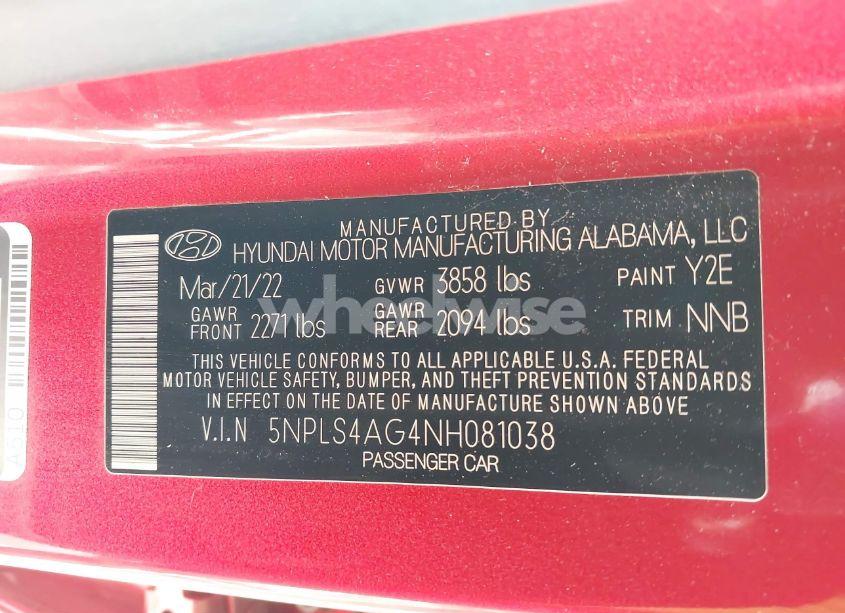 MANUFACTURED BY
HYUNDAI MOTOR MANUFACTURING ALABAMA, LLC
Mar/21/22 GVWR 3858 lbs PAINT Y2E
GAWR FRONT 2271 lbs GAWR REAR 2094 lbs TRIM NNB
wheelwise
THIS VEHICLE CONFORMS TO ALL APPLICABLE U.S.A. FEDERAL
MOTOR VEHICLE SAFETY, BUMPER, AND THEFT PREVENTION STANDARDS
IN EFFECT ON THE DATE OF MANUFACTURE SHOWN ABOVE
V.I.N 5NPLS4AG4NH081038
PASSENGER CAR